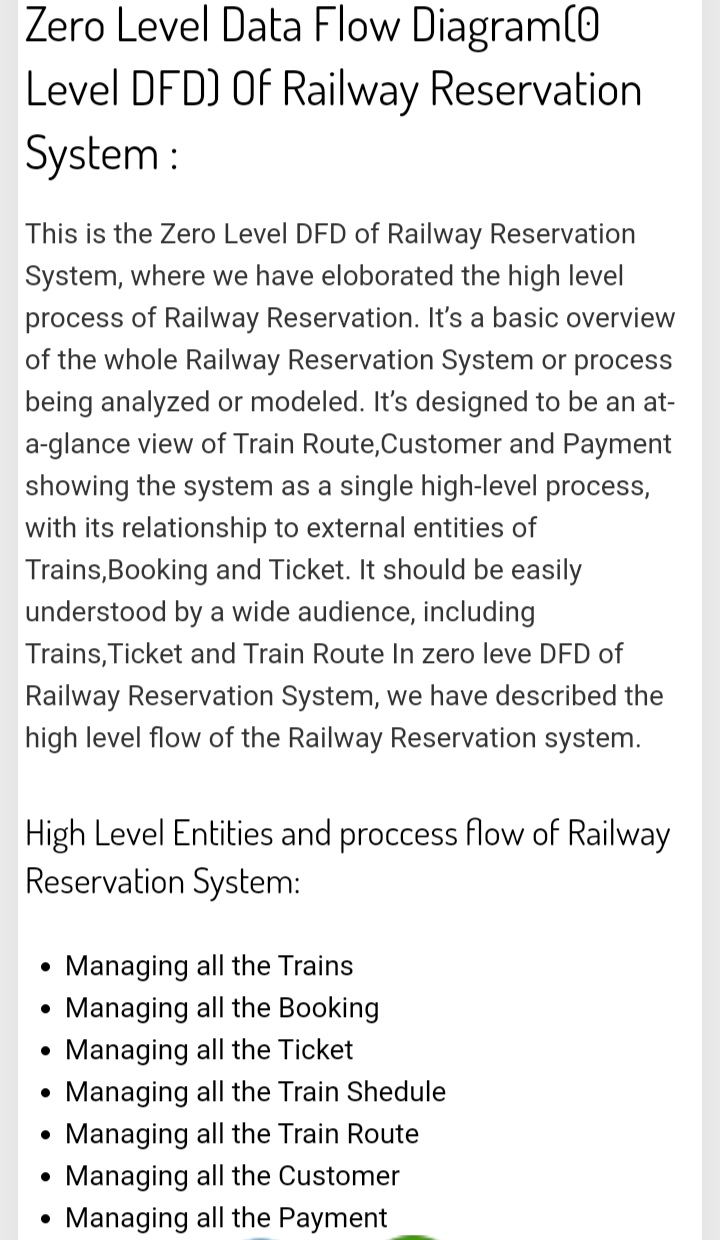 Zero Level Data Flow Diagram(0
Level DFD) Of Railway Reservation
System :
This is the Zero Level DFD of Railway Reservation
System, where we have eloborated the high level
process of Railway Reservation. It’s a basic overview
of the whole Railway Reservation System or process
being analyzed or modeled. It’s designed to be an at-
a-glance view of Train Route,Customer and Payment
showing the system as a single high-level process,
with its relationship to external entities of
Trains,Booking and Ticket. It should be easily
understood by a wide audience, including
Trains,Ticket and Train Route In zero leve DFD of
Railway Reservation System, we have described the
high level flow of the Railway Reservation system.
High Level Entities and proccess flow of Railway
Reservation System:
• Managing all the Trains
• Managing all the Booking
• Managing all the Ticket
• Managing all the Train Shedule
• Managing all the Train Route
• Managing all the Customer
• Managing all the Payment